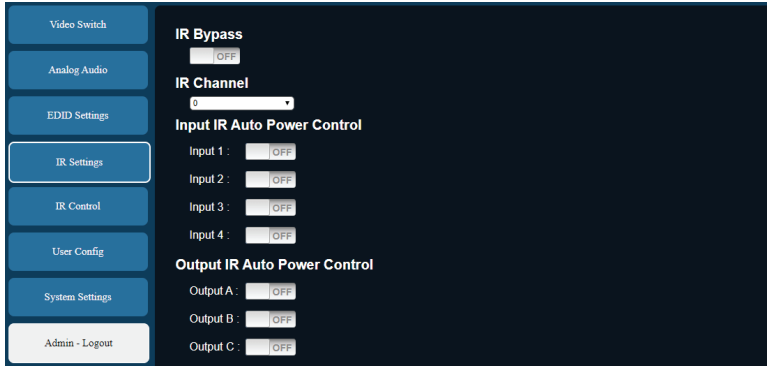 Video Switch
Analog Audio
EDID Settings
IR Settings
IR Control
User Config
System Settings
Admin - Logout
IR Bypass
OFF
IR Channel
0
Input IR Auto Power Control
Input 1 : OFF
Input 2 : OFF
Input 3 : OFF
Input 4 : OFF
Output IR Auto Power Control
Output A : OFF
Output B : OFF
Output C : OFF